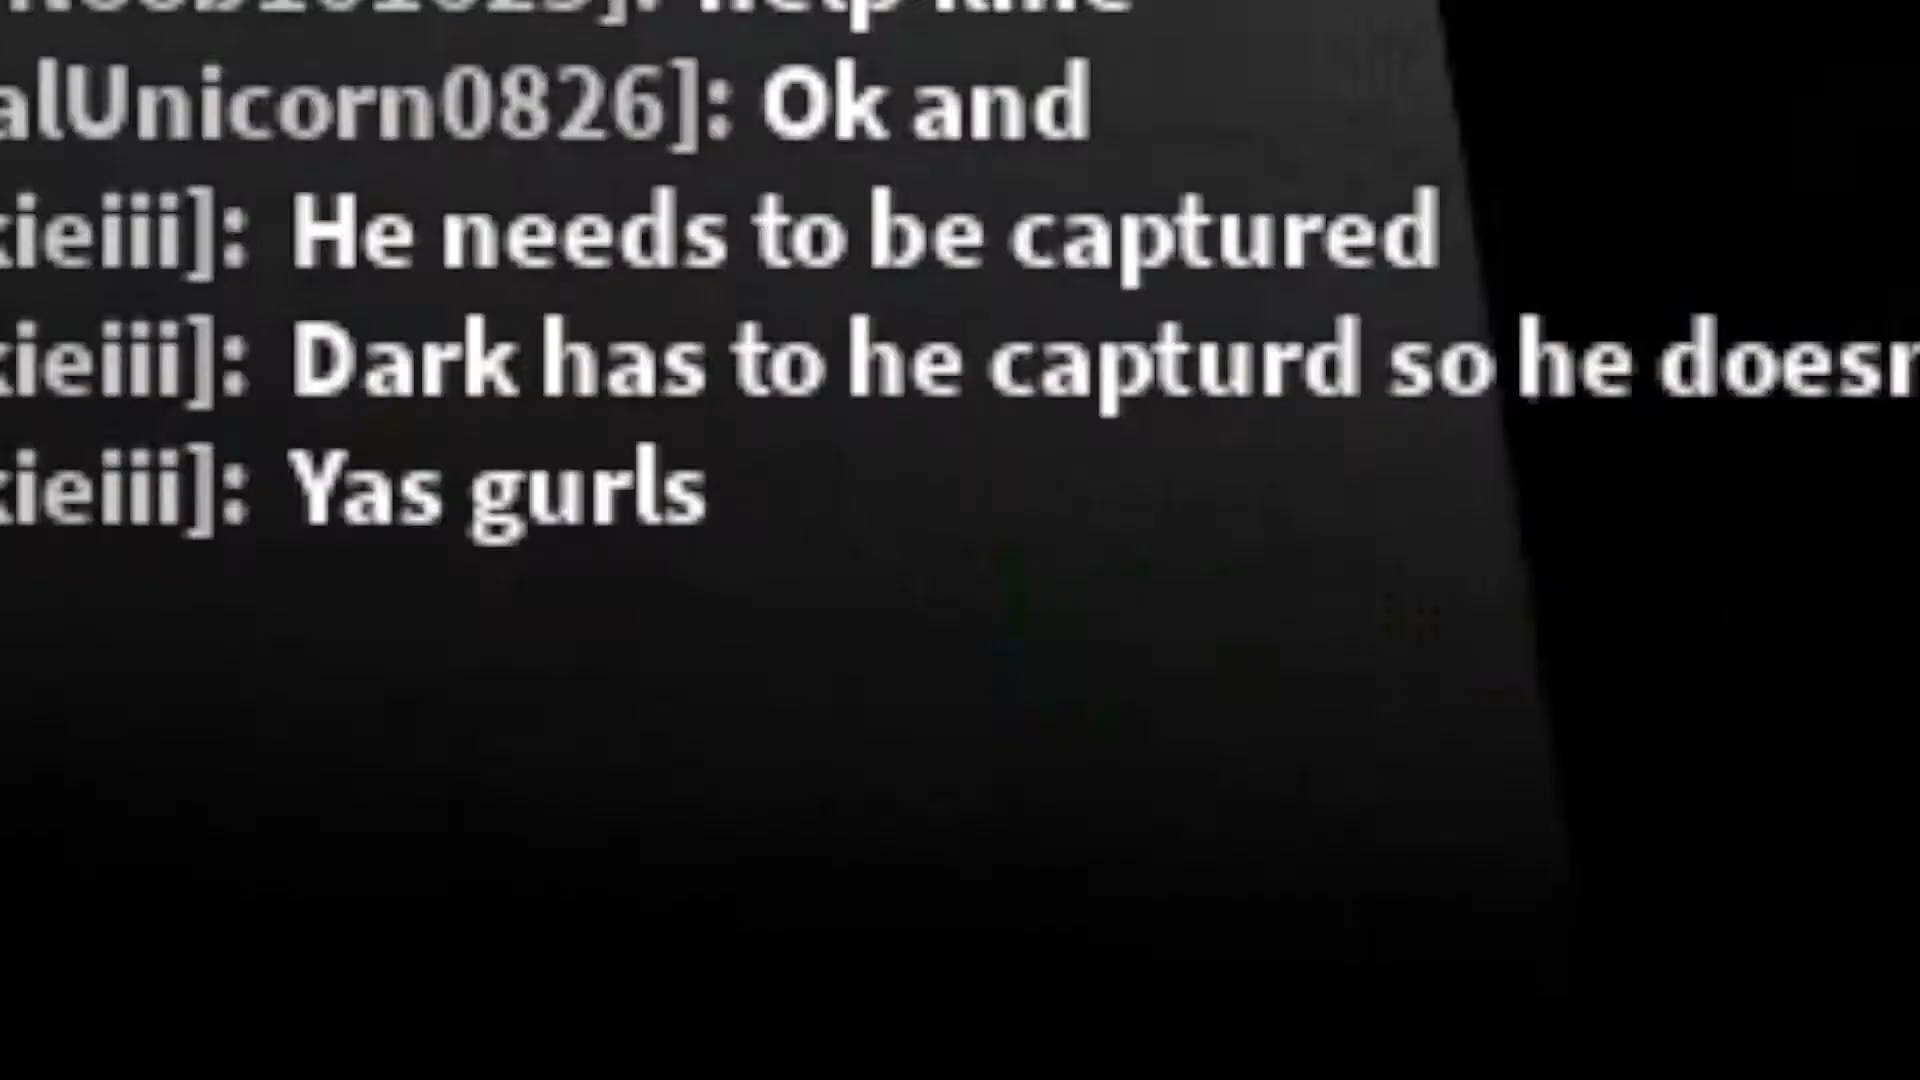 help
alUnicorn0826]: Ok and
kieiii]: He needs to be captured
kieiii]: Dark has to he capturd so he doesn
kieiii]: Yas gurls